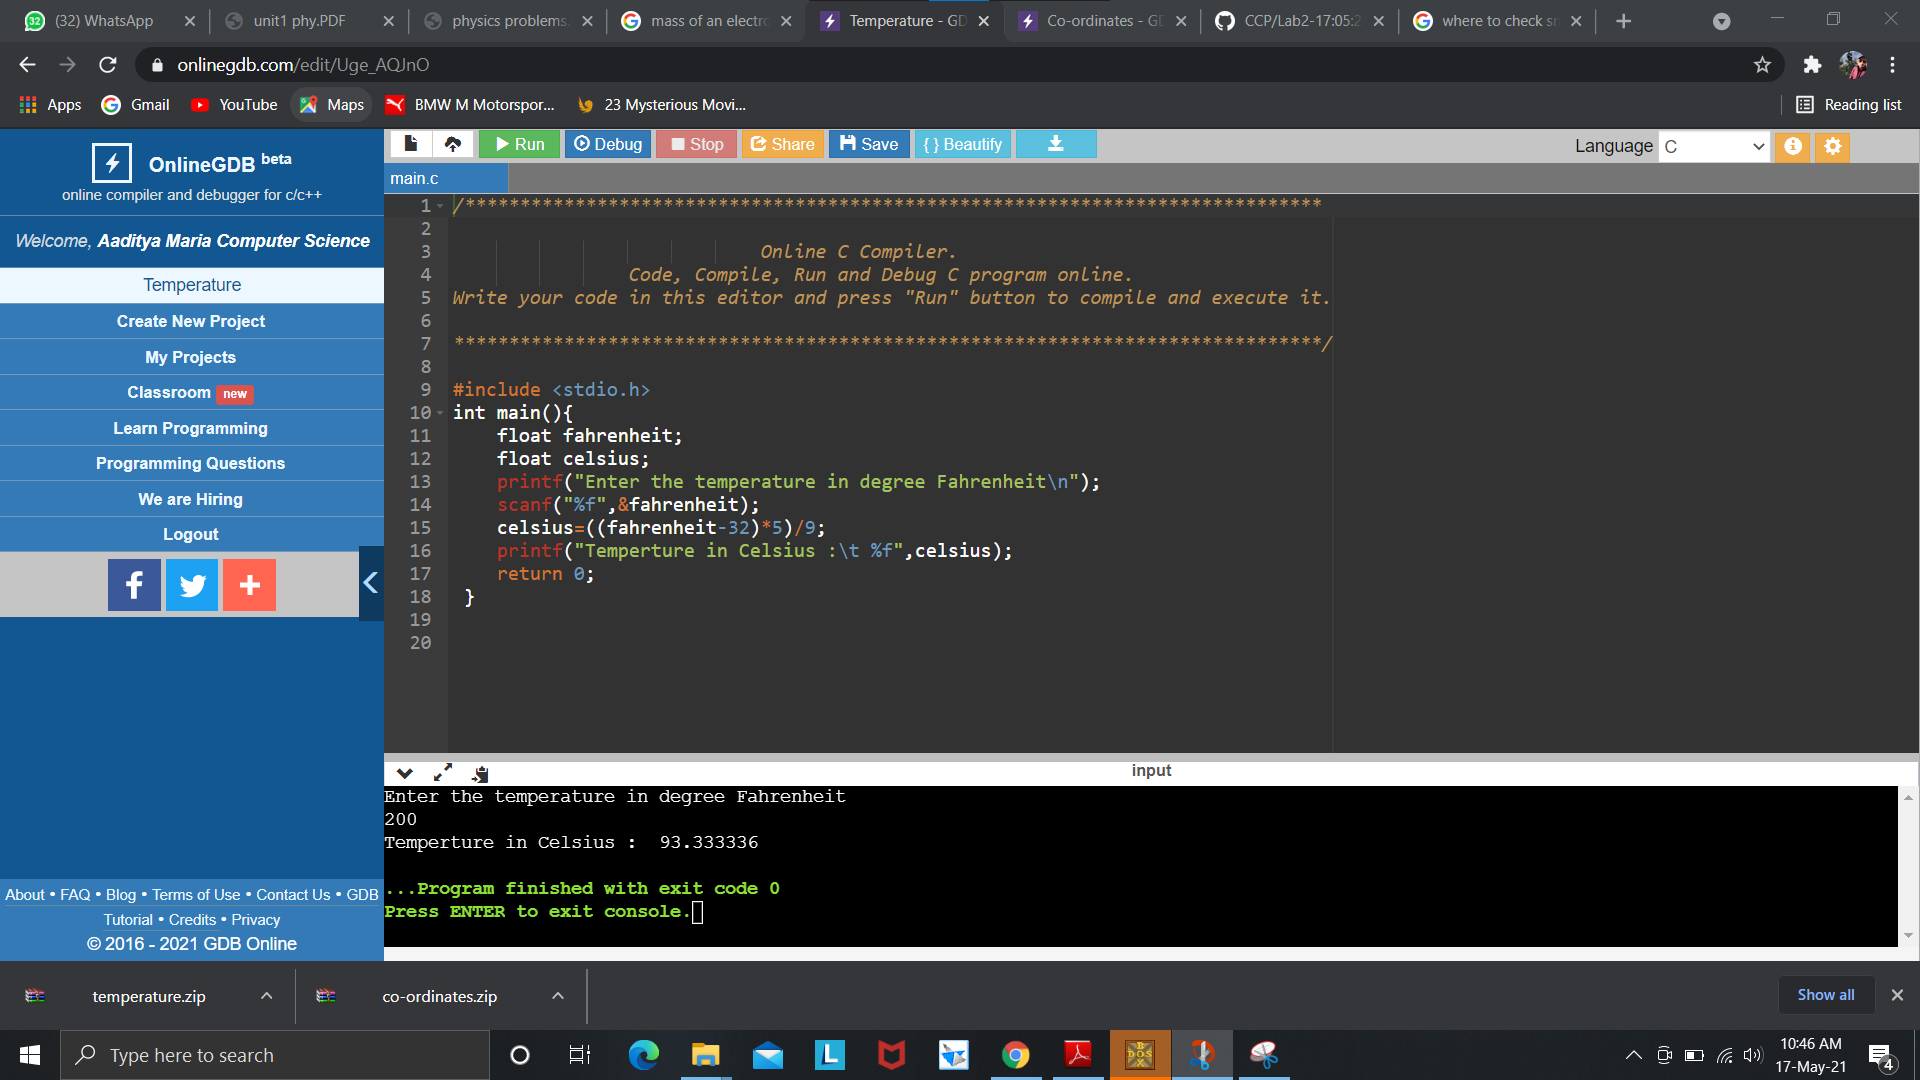 (32) WhatsApp
unit1 phy.PDF
physics problems.
mass of an electro
Temperature - GD
Co-ordinates - GD
CCP/Lab2-17:05:2
where to check sm
onlinegdb.com/edit/Uge_AQJnO
Apps
Gmail
YouTube
Maps
BMW M Motorspor...
23 Mysterious Movi...
Reading list
OnlineGDB beta
online compiler and debugger for c/c++
Welcome, Aaditya Maria Computer Science
Temperature
Create New Project
My Projects
Classroom new
Learn Programming
Programming Questions
We are Hiring
Logout
About • FAQ • Blog • Terms of Use • Contact Us • GDB
Tutorial • Credits • Privacy
© 2016 - 2021 GDB Online
Run
Debug
Stop
Share
Save
{ } Beautify
Language C
main.c
1 /******************************************************************************
2
3 Online C Compiler.
4 Code, Compile, Run and Debug C program online.
5 Write your code in this editor and press "Run" button to compile and execute it.
6
7 *******************************************************************************/
8
9 #include <stdio.h>
10 int main(){
11 float fahrenheit;
12 float celsius;
13 printf("Enter the temperature in degree Fahrenheit\n");
14 scanf("%f",&fahrenheit);
15 celsius=((fahrenheit-32)*5)/9;
16 printf("Temperture in Celsius :\t %f",celsius);
17 return 0;
18 }
19
20
input
Enter the temperature in degree Fahrenheit
200
Temperture in Celsius :  93.333336
...Program finished with exit code 0
Press ENTER to exit console.
temperature.zip
co-ordinates.zip
Show all
Type here to search
10:46 AM
17-May-21
4